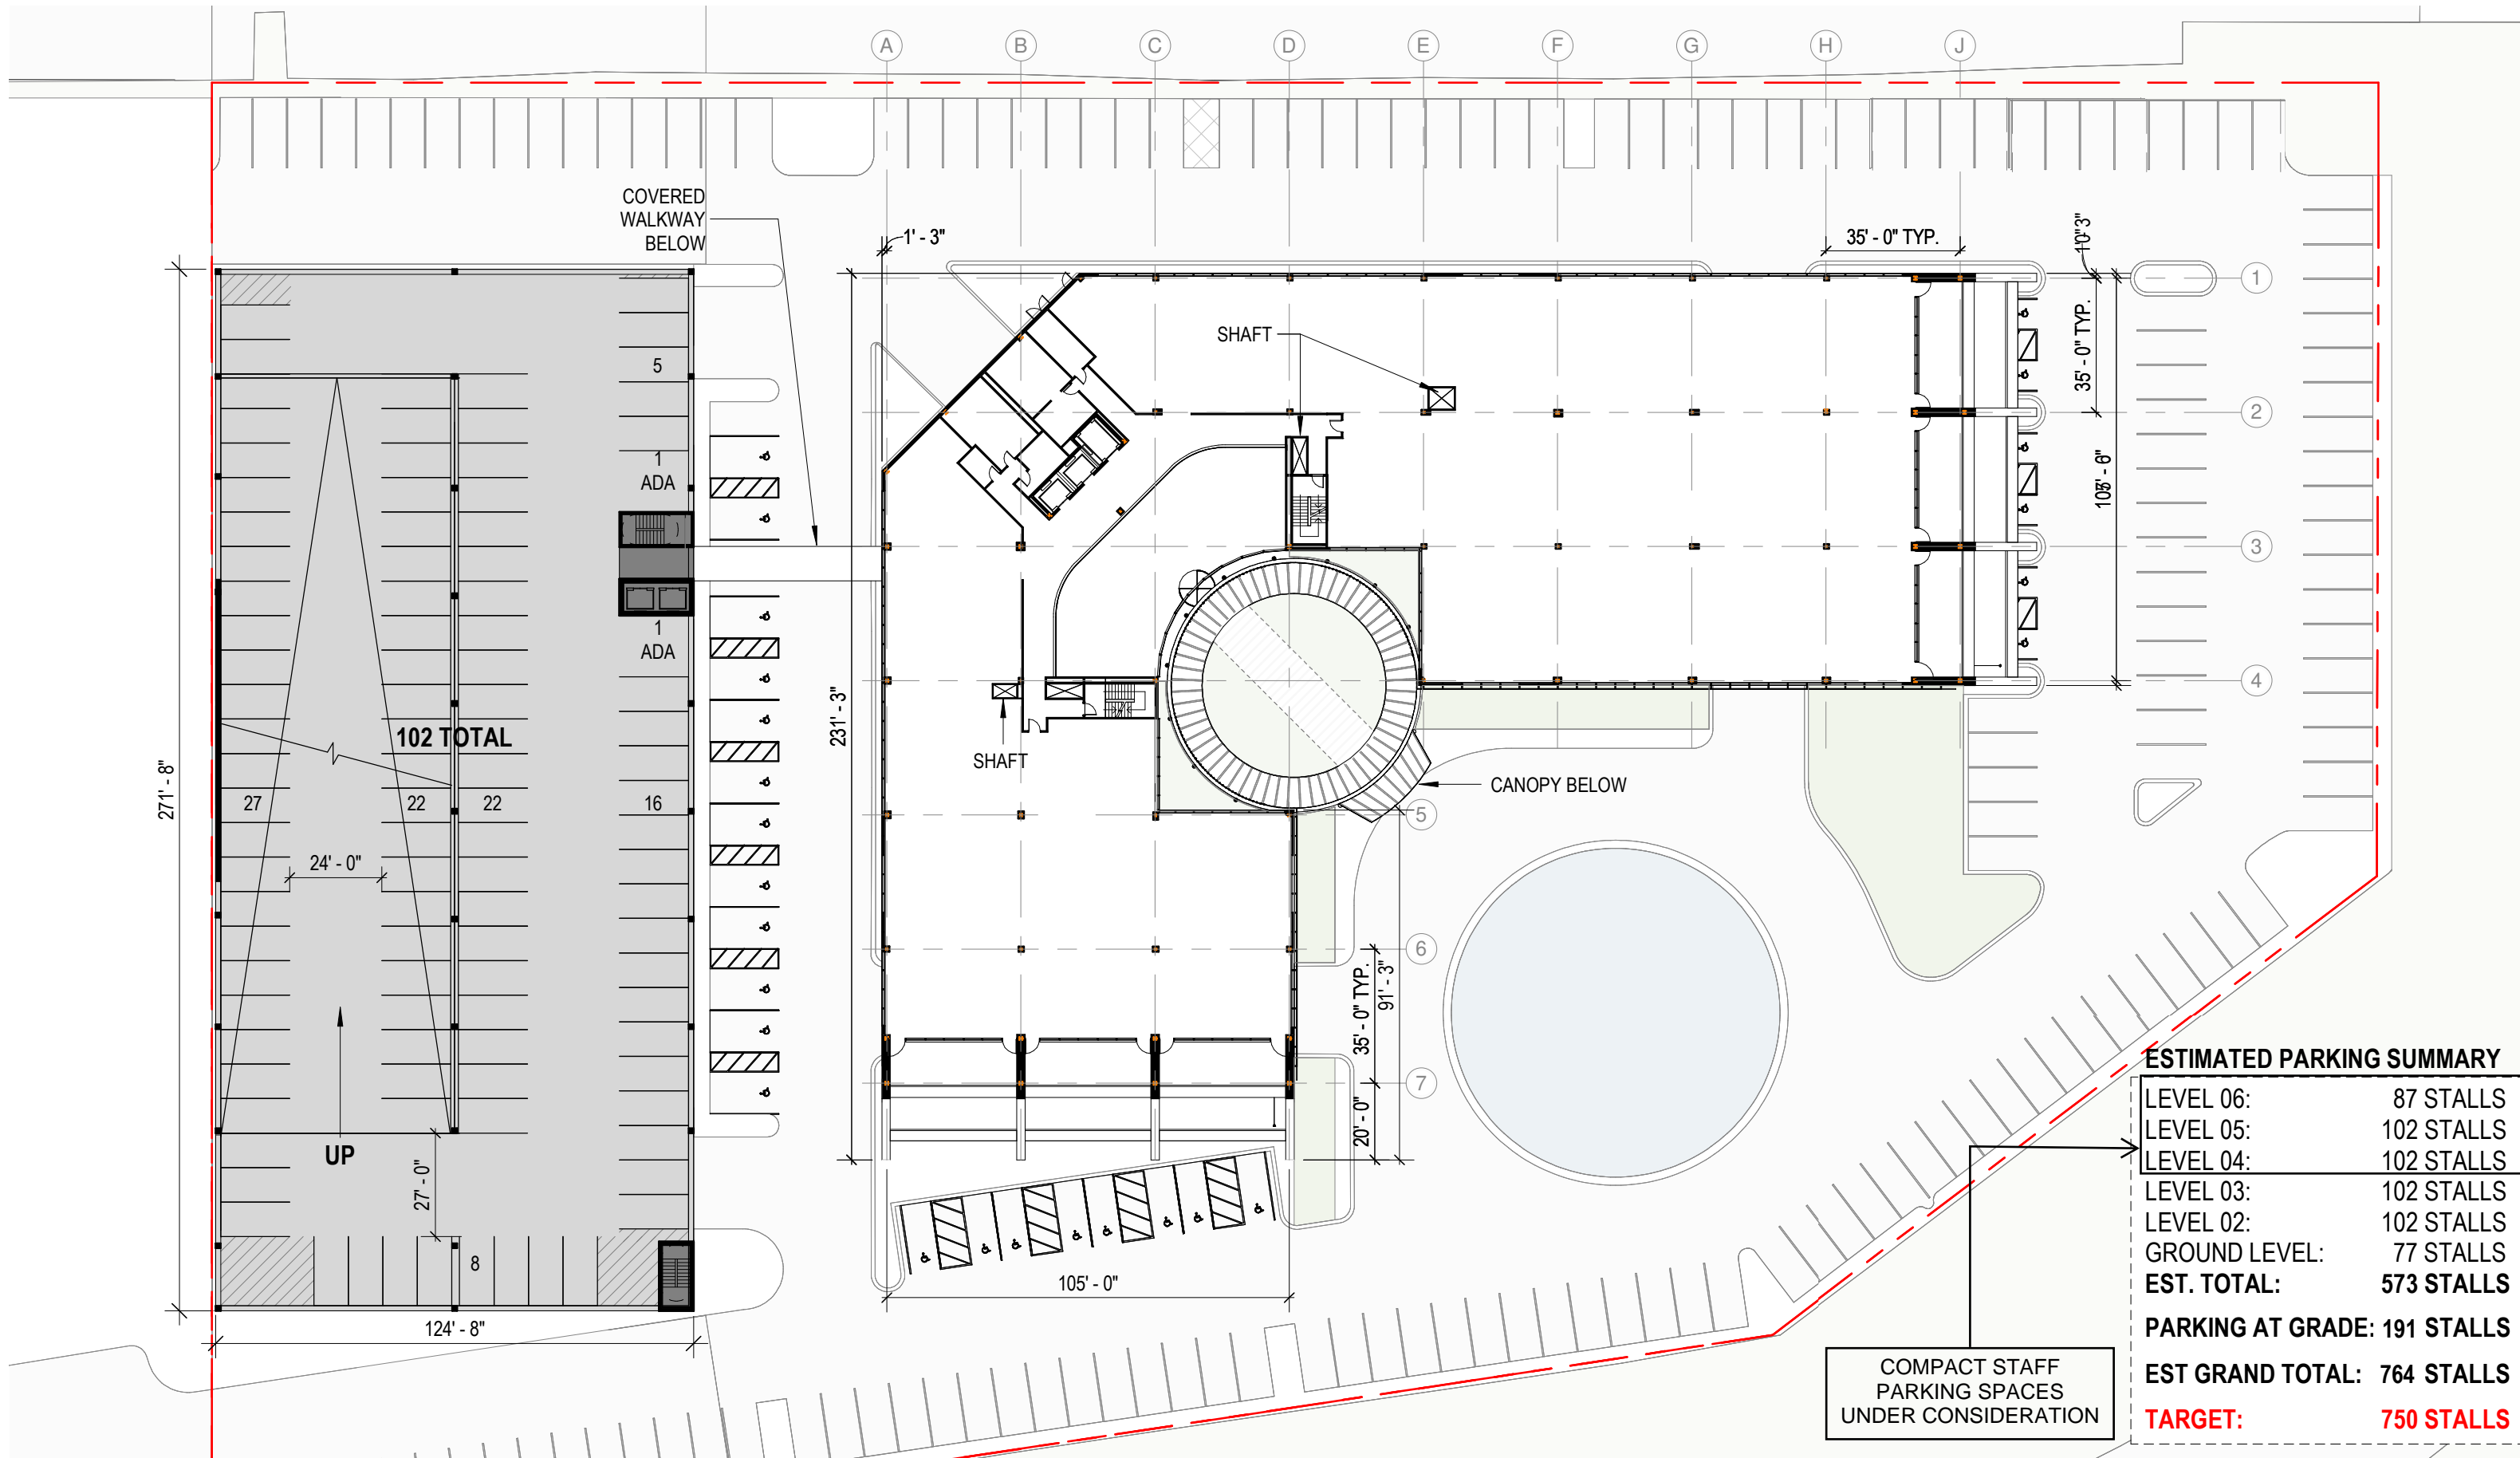 A
B
C
D
E
F
G
H
J
COVERED
WALKWAY
BELOW
1' - 3"
35' - 0" TYP.
1
SHAFT
35' - 0" TYP.
5
2
1
ADA
105' - 6"
3
1
ADA
4
231' - 3"
102 TOTAL
271' - 8"
SHAFT
CANOPY BELOW
27
22
22
16
5
24' - 0"
6
35' - 0" TYP.
91' - 3"
7
20' - 0"
UP
27' - 0"
8
105' - 0"
124' - 8"
ESTIMATED PARKING SUMMARY
LEVEL 06: 87 STALLS
LEVEL 05: 102 STALLS
LEVEL 04: 102 STALLS
LEVEL 03: 102 STALLS
LEVEL 02: 102 STALLS
GROUND LEVEL: 77 STALLS
EST. TOTAL: 573 STALLS
PARKING AT GRADE: 191 STALLS
EST GRAND TOTAL: 764 STALLS
TARGET: 750 STALLS
COMPACT STAFF
PARKING SPACES
UNDER CONSIDERATION